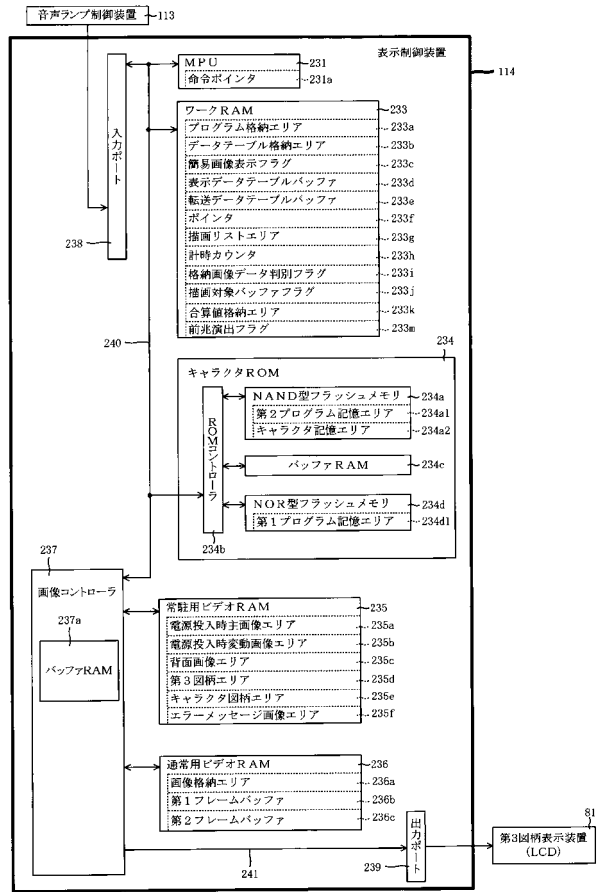 音声ランプ制御装置
113
表示制御装置
114
MPU
231
命令ポインタ
231a
入力ポート
238
ワークRAM
233
プログラム格納エリア
233a
データテーブル格納エリア
233b
簡易画像表示フラグ
233c
表示データテーブルバッファ
233d
転送データテーブルバッファ
233e
ポインタ
233f
描画リストエリア
233g
計時カウンタ
233h
格納画像データ判別フラグ
233i
描画対象バッファフラグ
233j
合算値格納エリア
233k
前兆演出フラグ
233m
240
234
キャラクタROM
ROMコントローラ
234b
NAND型フラッシュメモリ
234a
第2プログラム記憶エリア
234a1
キャラクタ記憶エリア
234a2
バッファRAM
234c
NOR型フラッシュメモリ
234d
第1プログラム記憶エリア
234d1
237
画像コントローラ
237a
バッファRAM
常駐用ビデオRAM
235
電源投入時主画像エリア
235a
電源投入時変動画像エリア
235b
背面画像エリア
235c
第3図柄エリア
235d
キャラクタ図柄エリア
235e
エラーメッセージ画像エリア
235f
通常用ビデオRAM
236
画像格納エリア
236a
第1フレームバッファ
236b
第2フレームバッファ
236c
241
出力ポート
239
81
第3図柄表示装置
(LCD)